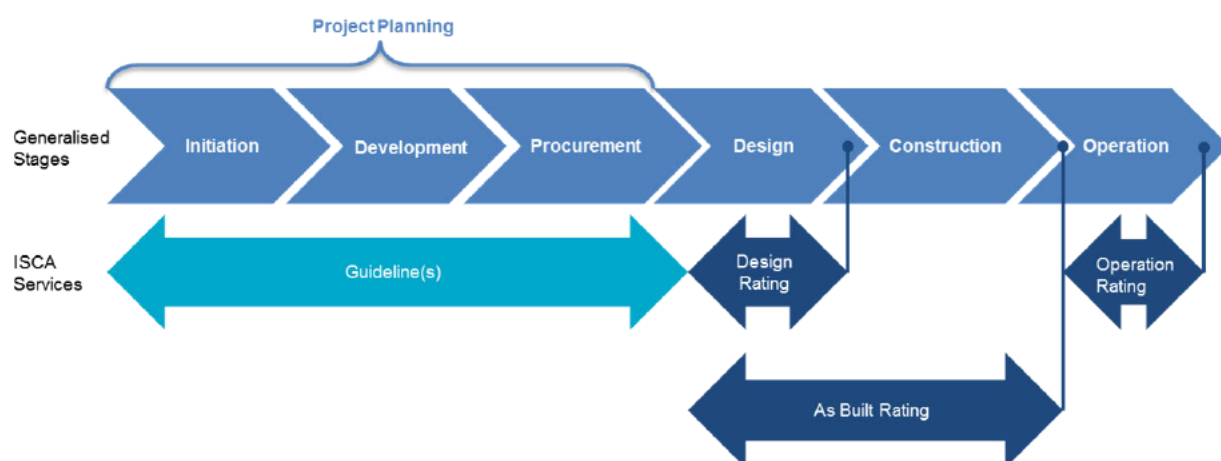 Project Planning
Generalised
Stages
Initiation
Development
Procurement
Design
Construction
Operation
ISCA
Services
Guideline(s)
Design
Rating
Operation
Rating
As Built Rating